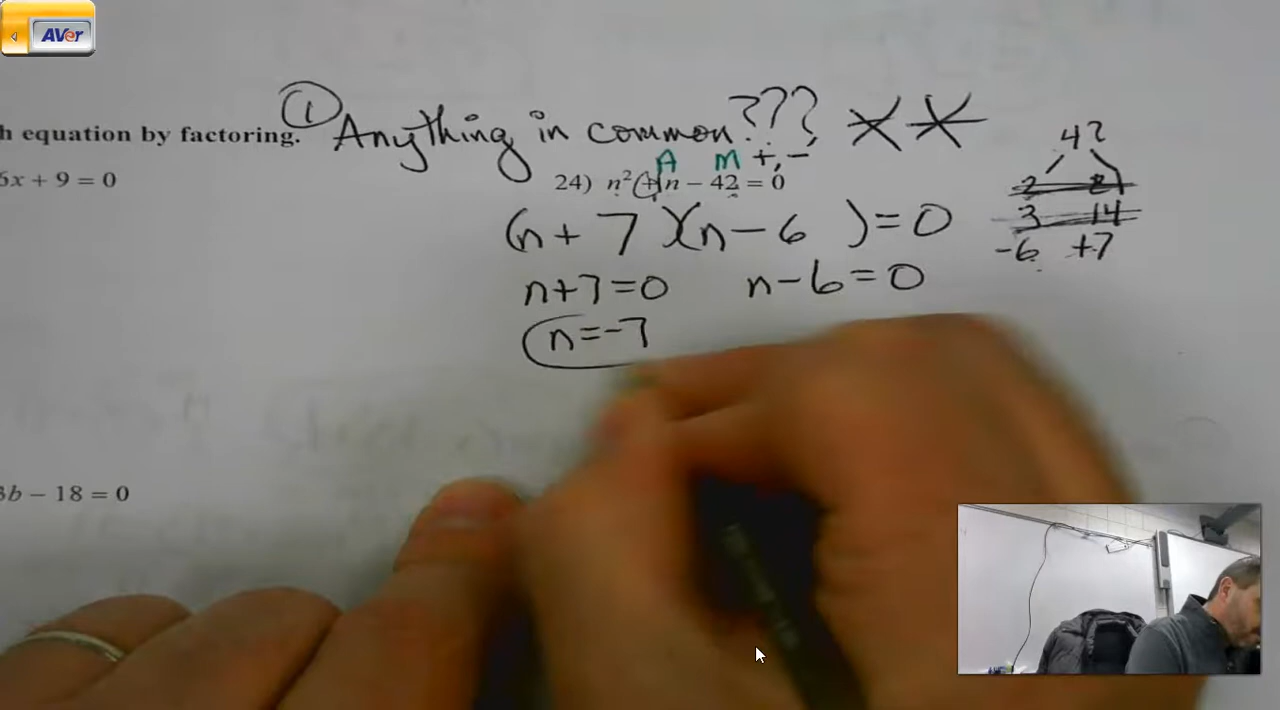 AVer
① Anything in common???
h equation by factoring.
A M +, -
42
6x + 9 = 0
24) n² + n − 42 = 0
2 21
(n + 7)(n − 6) = 0
3 14
-6 +7
n+7=0 n-6=0
n=-7
3b − 18 = 0